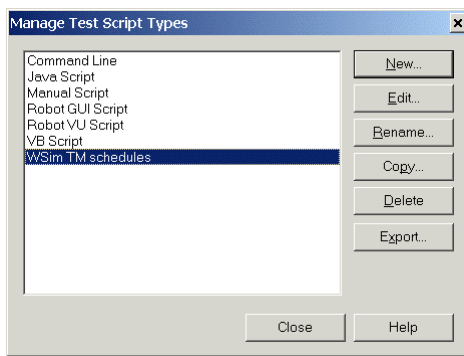 Manage Test Script Types
Command Line
Java Script
Manual Script
Robot GUI Script
Robot VU Script
VB Script
WSim TM schedules
New...
Edit...
Rename...
Copy...
Delete
Export...
Close
Help